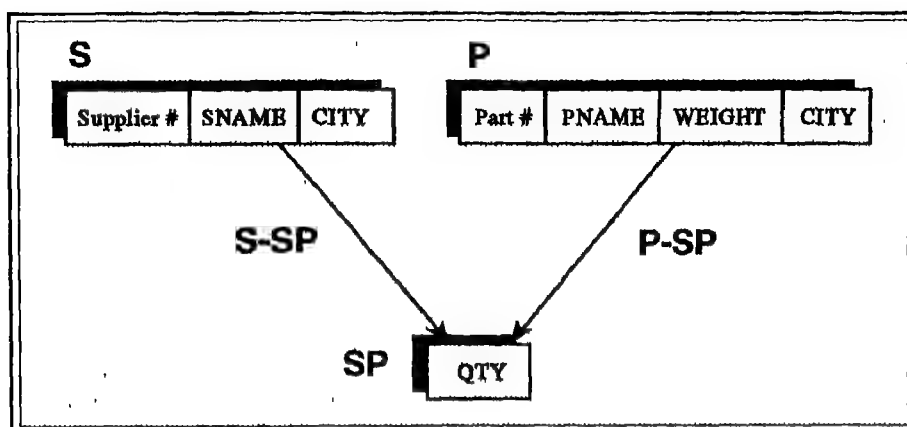 S P
Supplier # SNAME CITY Part # PNAME WEIGHT CITY
S-SP P-SP
SP QTY